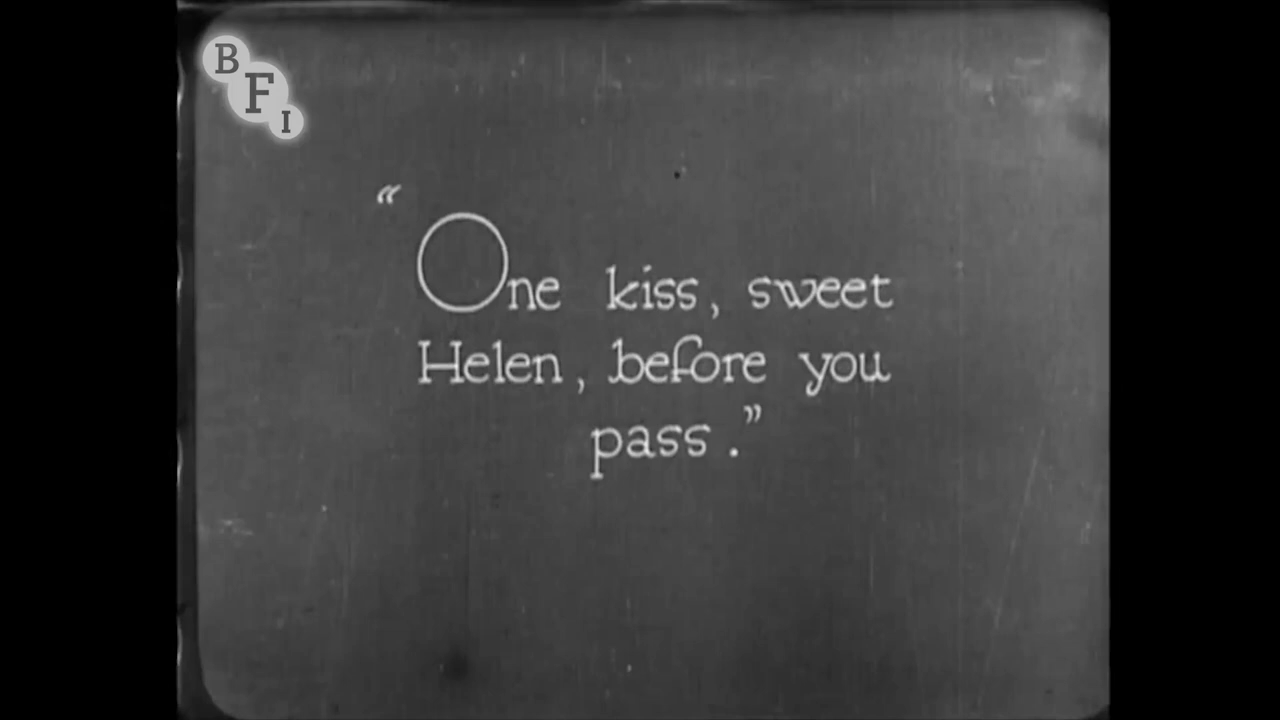 BFI
“One kiss, sweet
Helen, before you
pass.”